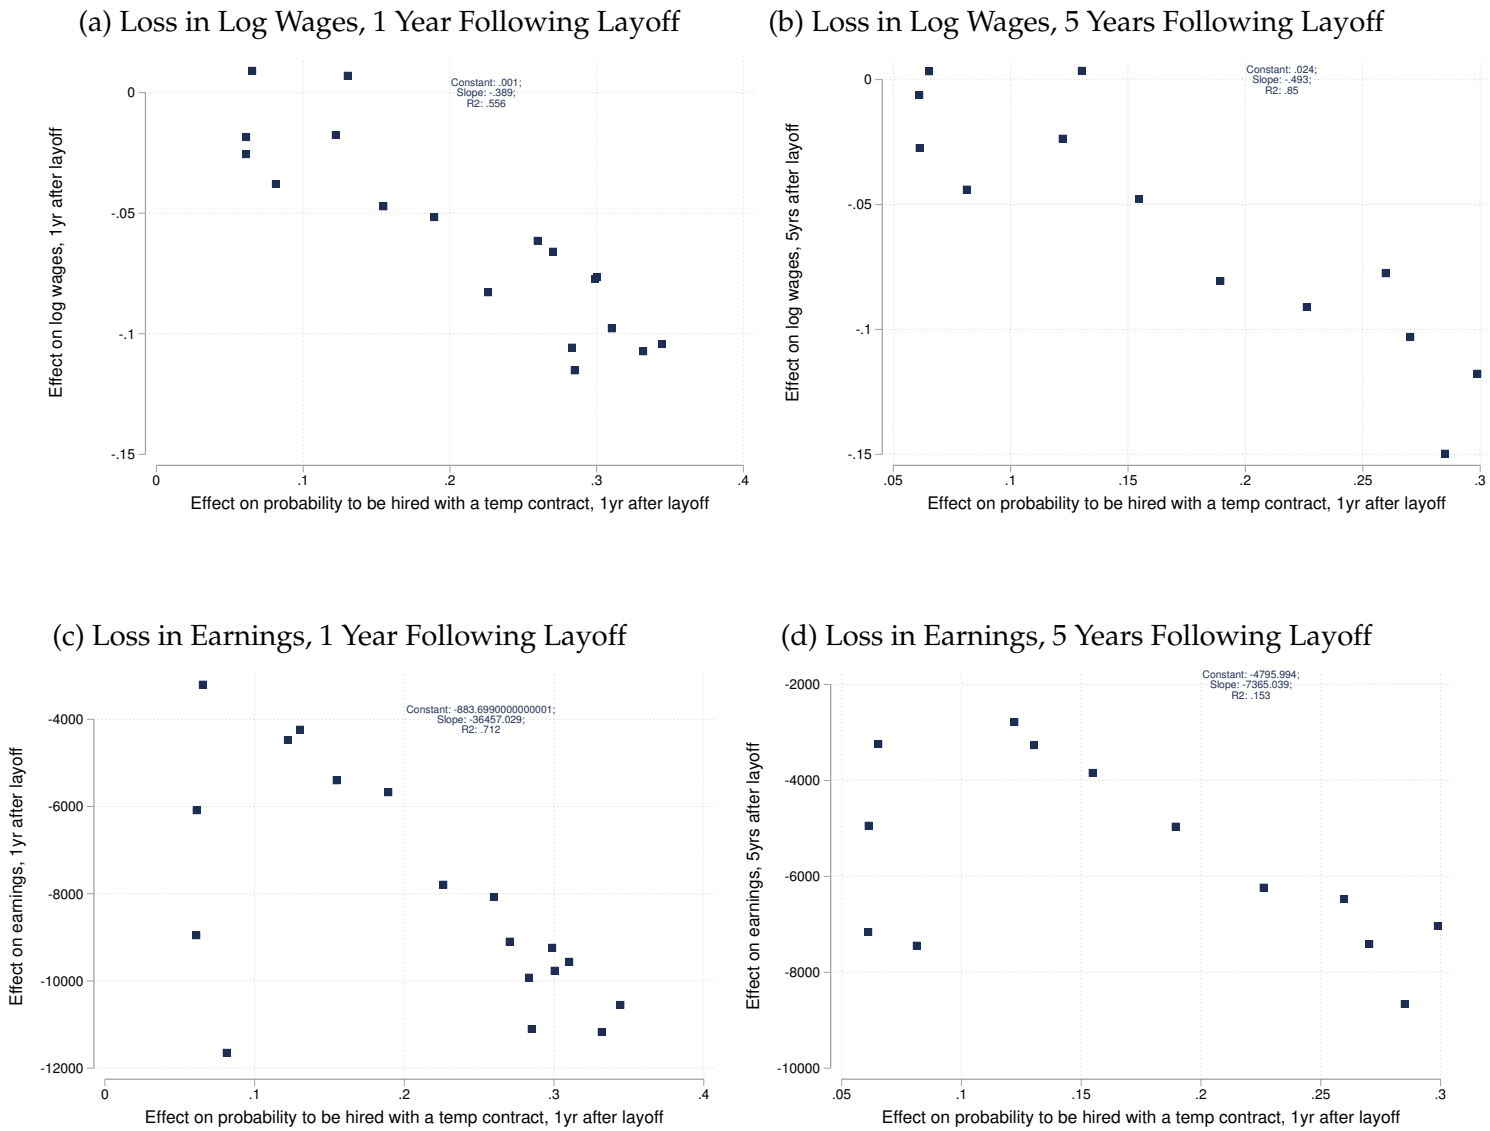 (a) Loss in Log Wages, 1 Year Following Layoff
Constant: .001;
Slope: -.389;
R2: .556
Effect on log wages, 1yr after layoff
0
-.05
-.1
-.15
0 .1 .2 .3 .4
Effect on probability to be hired with a temp contract, 1yr after layoff
(b) Loss in Log Wages, 5 Years Following Layoff
Constant: .024;
Slope: -.493;
R2: .85
Effect on log wages, 5yrs after layoff
0
-.05
-.1
-.15
.05 .1 .15 .2 .25 .3
Effect on probability to be hired with a temp contract, 1yr after layoff
(c) Loss in Earnings, 1 Year Following Layoff
Constant: -883.6990000000001;
Slope: -36457.029;
R2: .712
Effect on earnings, 1yr after layoff
-4000
-6000
-8000
-10000
-12000
0 .1 .2 .3 .4
Effect on probability to be hired with a temp contract, 1yr after layoff
(d) Loss in Earnings, 5 Years Following Layoff
Constant: -4795.994;
Slope: -7365.039;
R2: .153
Effect on earnings, 5yrs after layoff
-2000
-4000
-6000
-8000
-10000
.05 .1 .15 .2 .25 .3
Effect on probability to be hired with a temp contract, 1yr after layoff